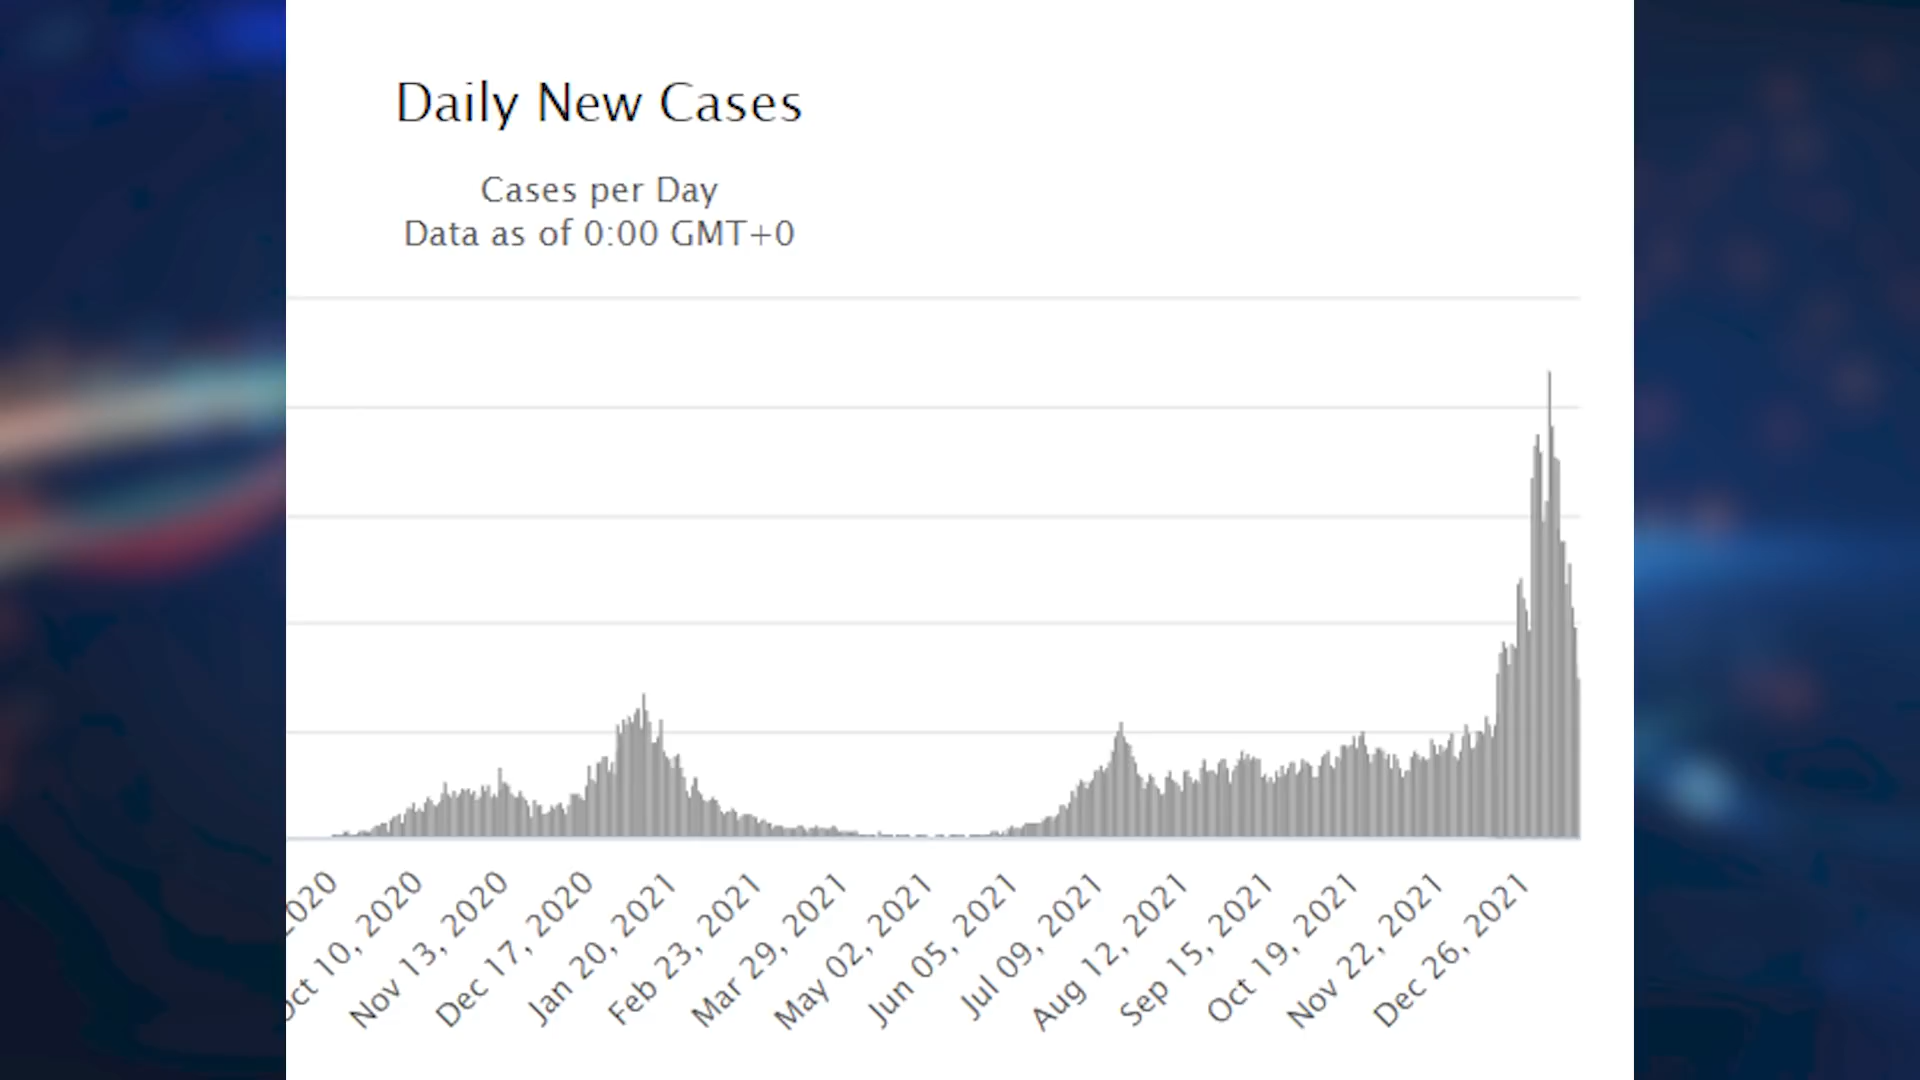 Daily New Cases
Cases per Day
Data as of 0:00 GMT+0
2020
Oct 10, 2020
Nov 13, 2020
Dec 17, 2020
Jan 20, 2021
Feb 23, 2021
Mar 29, 2021
May 02, 2021
Jun 05, 2021
Jul 09, 2021
Aug 12, 2021
Sep 15, 2021
Oct 19, 2021
Nov 22, 2021
Dec 26, 2021